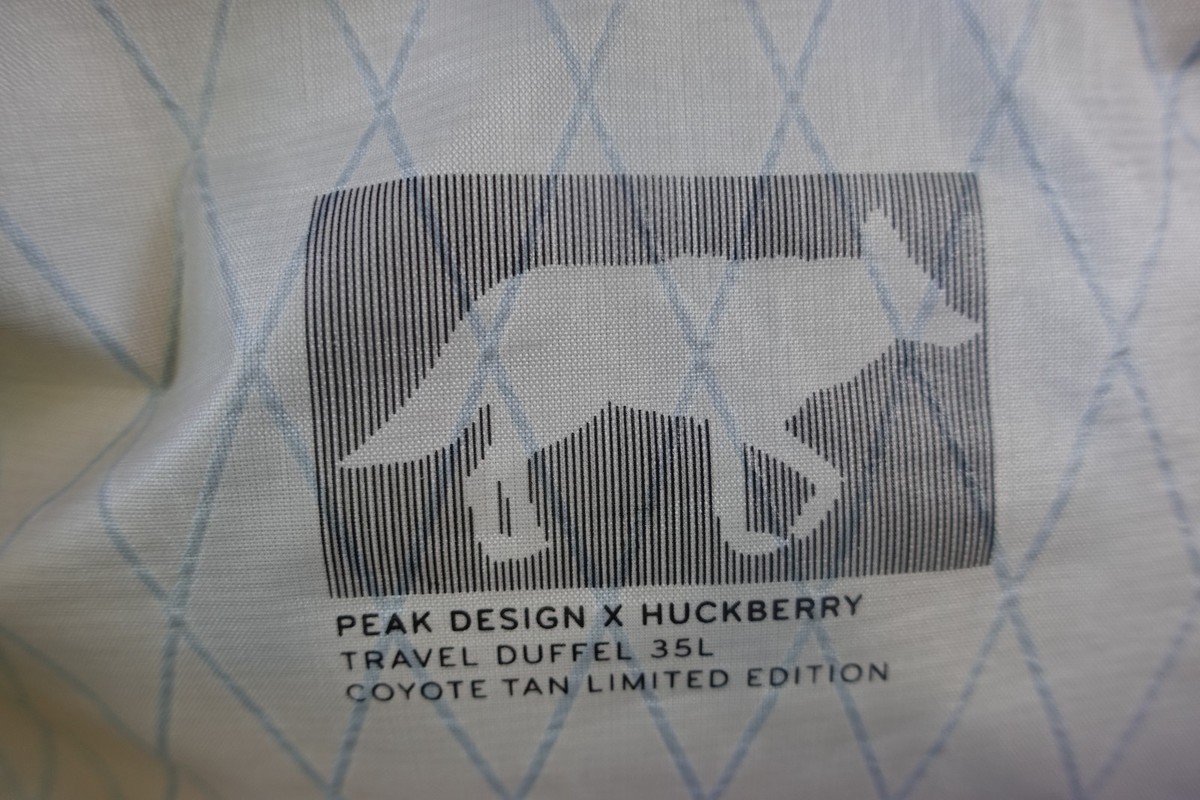 PEAK DESIGN X HUCKBERRY
TRAVEL DUFFEL 35L
COYOTE TAN LIMITED EDITION